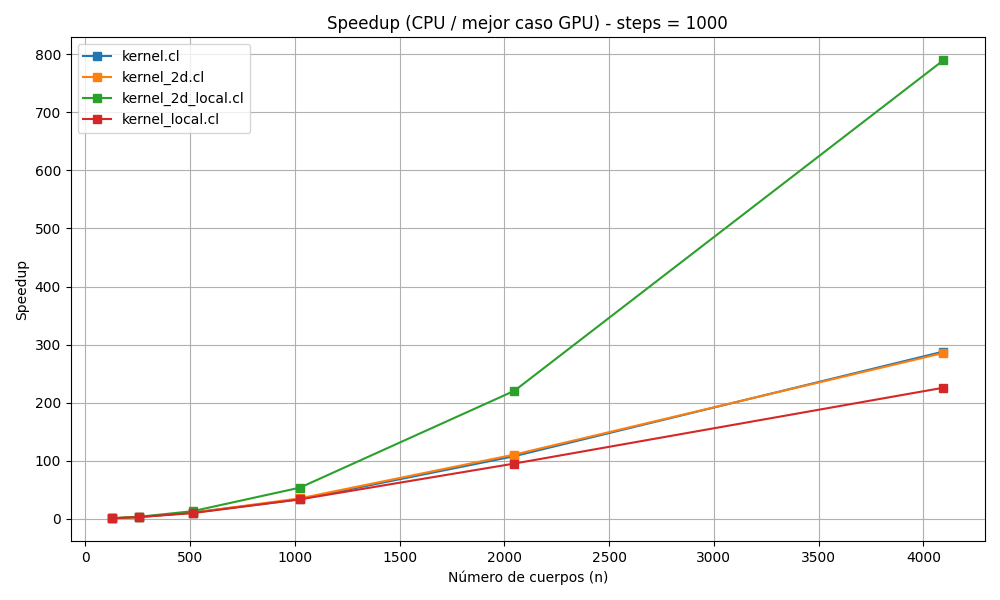 Speedup (CPU / mejor caso GPU) - steps = 1000
kernel.cl
kernel_2d.cl
kernel_2d_local.cl
kernel_local.cl
Speedup
800
700
600
500
400
300
200
100
0
0 500 1000 1500 2000 2500 3000 3500 4000
Número de cuerpos (n)